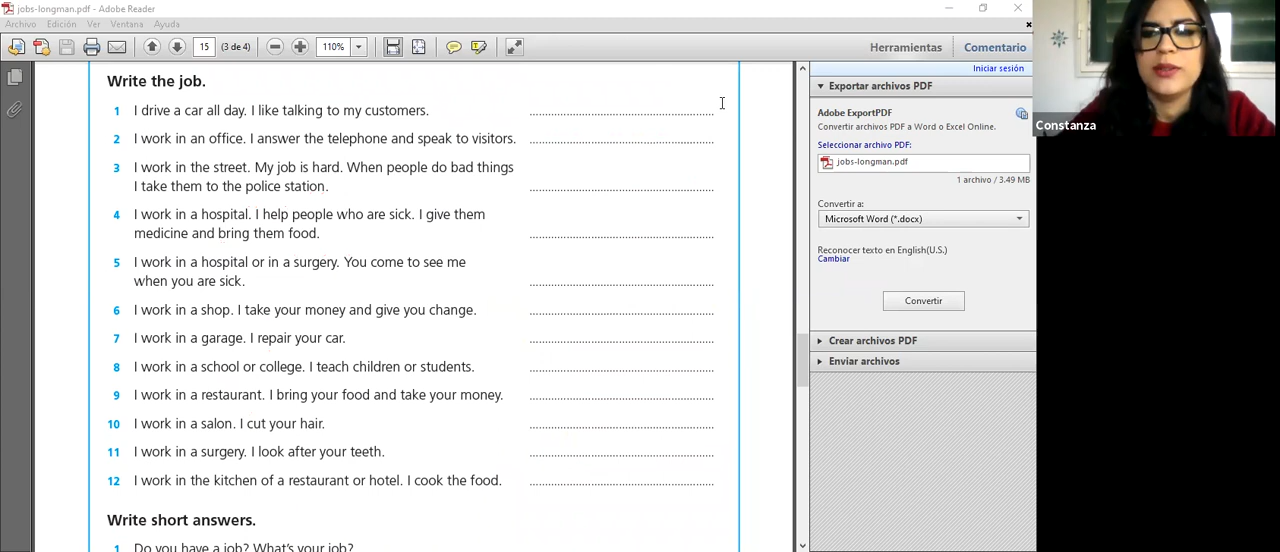 jobs-longman.pdf - Adobe Reader
Archivo Edición Ver Ventana Ayuda
15 (3 de 4) 110% Herramientas Comentario
Write the job.
1 I drive a car all day. I like talking to my customers. ................
2 I work in an office. I answer the telephone and speak to visitors. ................
3 I work in the street. My job is hard. When people do bad things
I take them to the police station. ................
4 I work in a hospital. I help people who are sick. I give them
medicine and bring them food. ................
5 I work in a hospital or in a surgery. You come to see me
when you are sick. ................
6 I work in a shop. I take your money and give you change. ................
7 I work in a garage. I repair your car. ................
8 I work in a school or college. I teach children or students. ................
9 I work in a restaurant. I bring your food and take your money. ................
10 I work in a salon. I cut your hair. ................
11 I work in a surgery. I look after your teeth. ................
12 I work in the kitchen of a restaurant or hotel. I cook the food. ................
Write short answers.
1 Do you have a job? What's your job?
Iniciar sesión
Exportar archivos PDF
Adobe ExportPDF
Convertir archivos PDF a Word o Excel Online.
Seleccionar archivo PDF:
jobs-longman.pdf
1 archivo / 3.49 MB
Convertir a:
Microsoft Word (*.docx)
Reconocer texto en English(U.S.)
Cambiar
Convertir
Crear archivos PDF
Enviar archivos
Constanza